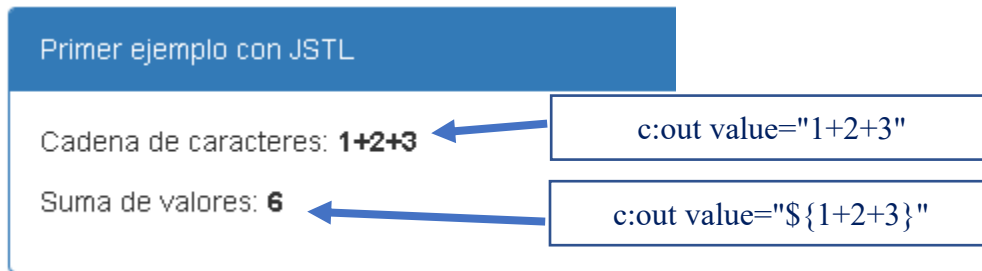 Primer ejemplo con JSTL
Cadena de caracteres: 1+2+3
c:out value="1+2+3"
Suma de valores: 6
c:out value="${1+2+3}"